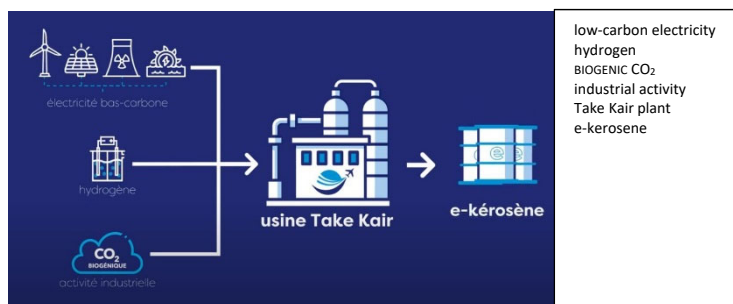 électricité bas-carbone
hydrogène
CO₂
BIOGÉNIQUE
activité industrielle
usine Take Kair
e-kérosène
e e e
low-carbon electricity
hydrogen
BIOGENIC CO₂
industrial activity
Take Kair plant
e-kerosene